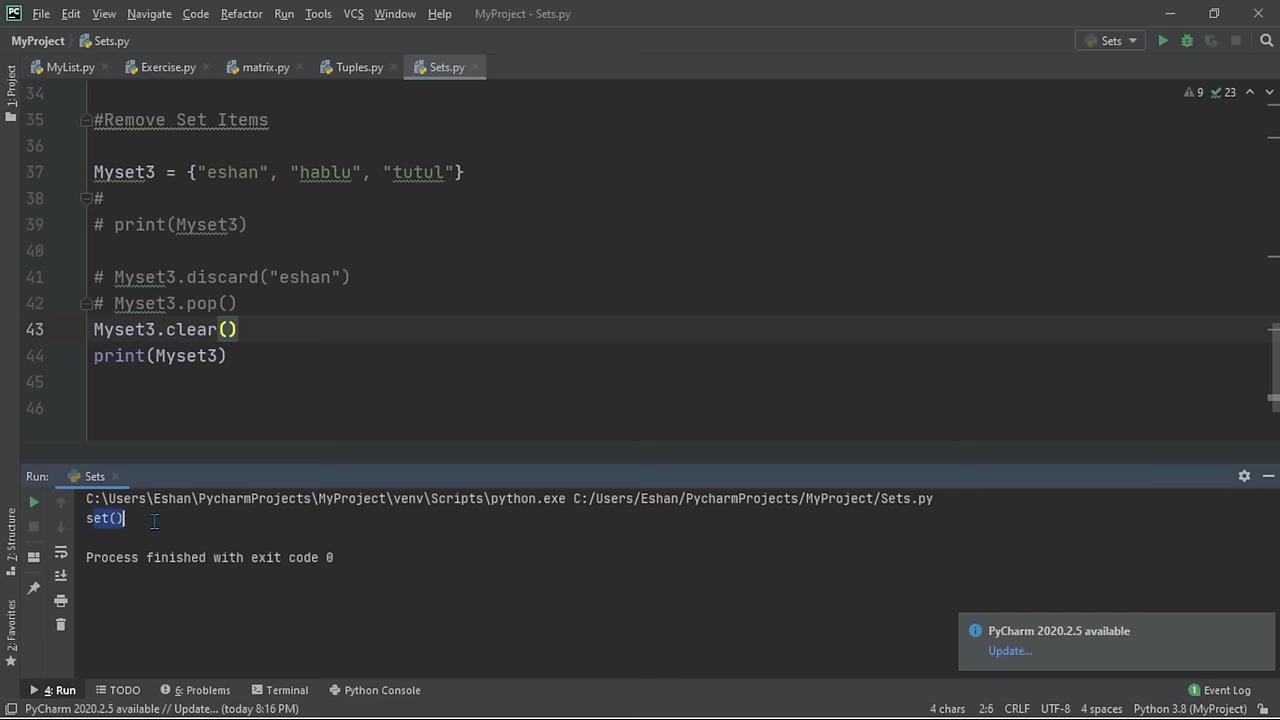 PC File Edit View Navigate Code Refactor Run Tools VCS Window Help MyProject - Sets.py
MyProject Sets.py Sets
MyList.py Exercise.py matrix.py Tuples.py Sets.py
1: Project
34 9 23
35 #Remove Set Items
36
37 Myset3 = {"eshan", "hablu", "tutul"}
38 #
39 # print(Myset3)
40
41 # Myset3.discard("eshan")
42 # Myset3.pop()
43 Myset3.clear()
44 print(Myset3)
45
46
Run: Sets
C:\Users\Eshan\PycharmProjects\MyProject\venv\Scripts\python.exe C:/Users/Eshan/PycharmProjects/MyProject/Sets.py
set()
Process finished with exit code 0
7: Structure
2: Favorites
PyCharm 2020.2.5 available
Update...
4: Run TODO 6: Problems Terminal Python Console 1 Event Log
PyCharm 2020.2.5 available // Update... (today 8:16 PM) 4 chars 2:6 CRLF UTF-8 4 spaces Python 3.8 (MyProject)